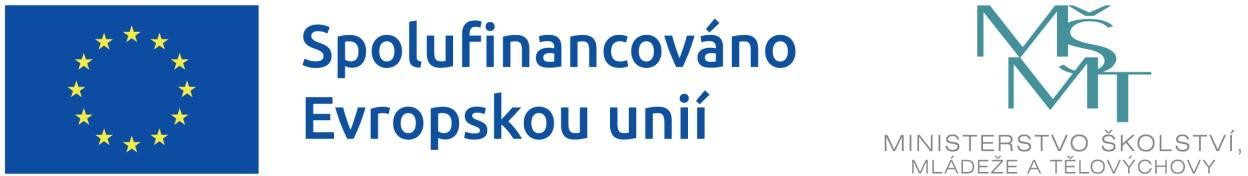 Spolufinancováno
Evropskou unií
MŠMT
MINISTERSTVO ŠKOLSTVÍ,
MLÁDEŽE A TĚLOVÝCHOVY